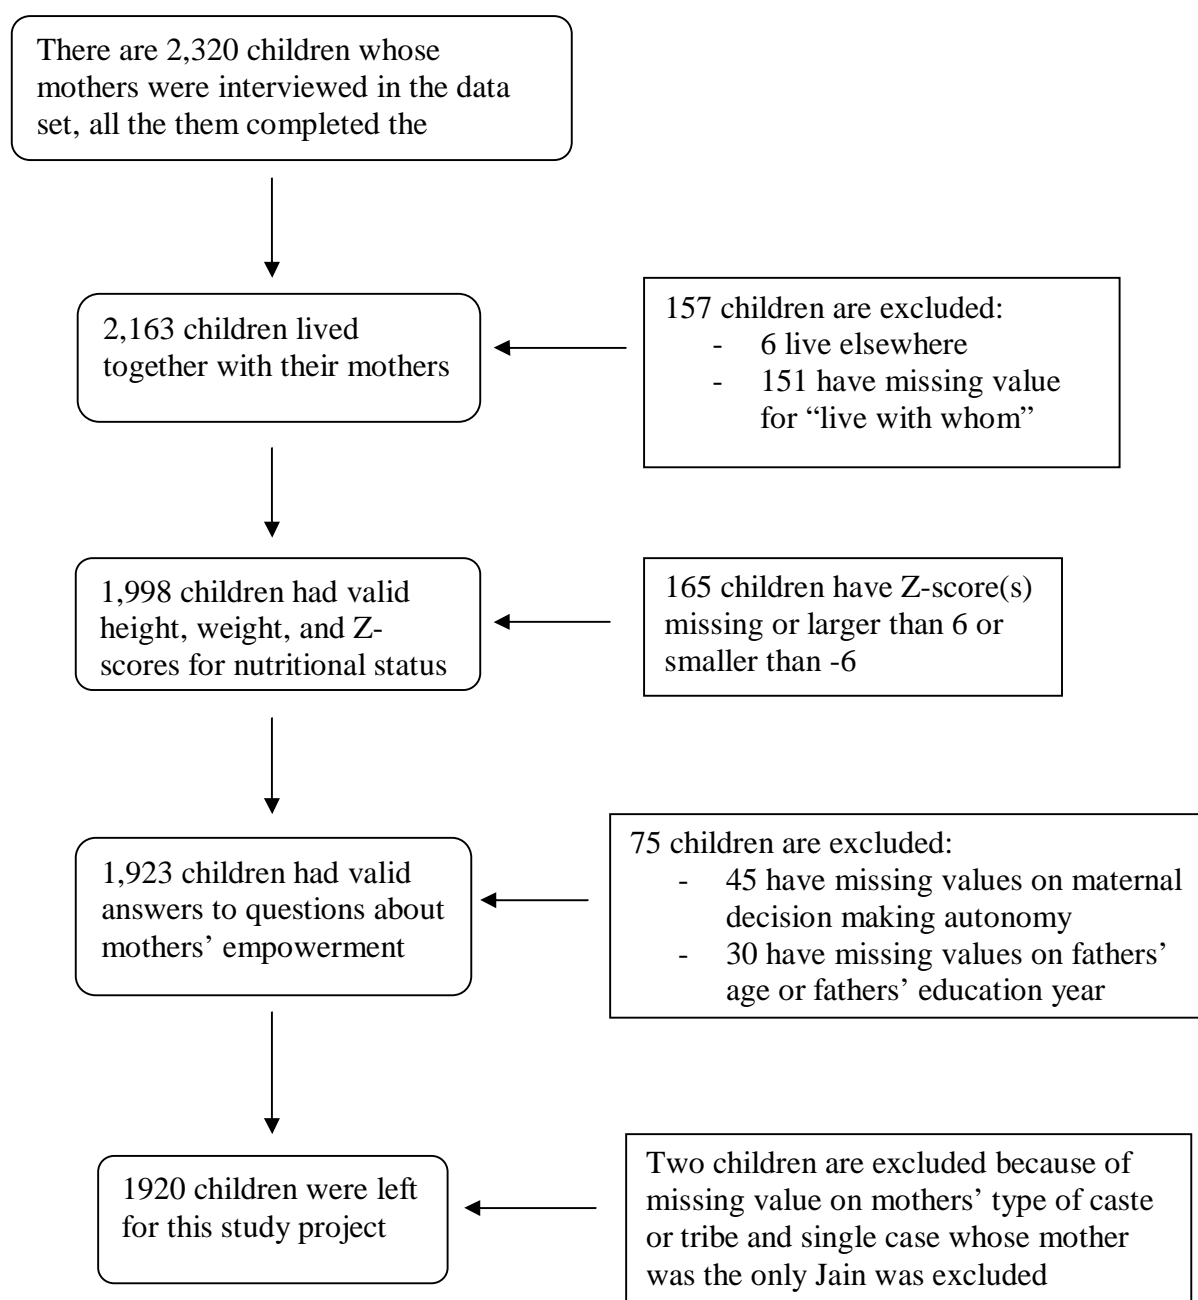 There are 2,320 children whose
mothers were interviewed in the data
set, all the them completed the
2,163 children lived
together with their mothers
157 children are excluded:
- 6 live elsewhere
- 151 have missing value
for “live with whom”
1,998 children had valid
height, weight, and Z-
scores for nutritional status
165 children have Z-score(s)
missing or larger than 6 or
smaller than -6
1,923 children had valid
answers to questions about
mothers’ empowerment
75 children are excluded:
- 45 have missing values on maternal
decision making autonomy
- 30 have missing values on fathers’
age or fathers’ education year
1920 children were left
for this study project
Two children are excluded because of
missing value on mothers’ type of caste
or tribe and single case whose mother
was the only Jain was excluded